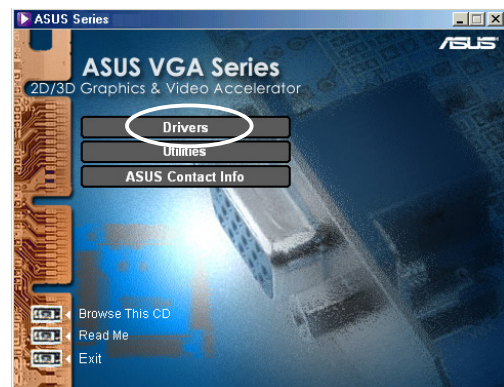 ASUS Series
ASUS
ASUS VGA Series
2D/3D Graphics & Video Accelerator
Drivers
Utilities
ASUS Contact Info
Browse This CD
Read Me
Exit